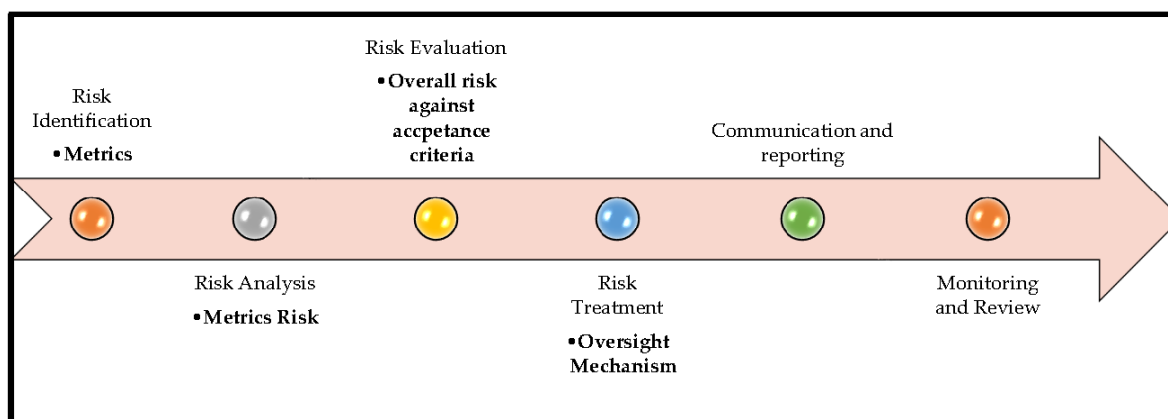 Risk
Identification
•Metrics
Risk Analysis
•Metrics Risk
Risk Evaluation
•Overall risk
against
accpetance
criteria
Risk
Treatment
•Oversight
Mechanism
Communication and
reporting
Monitoring
and Review